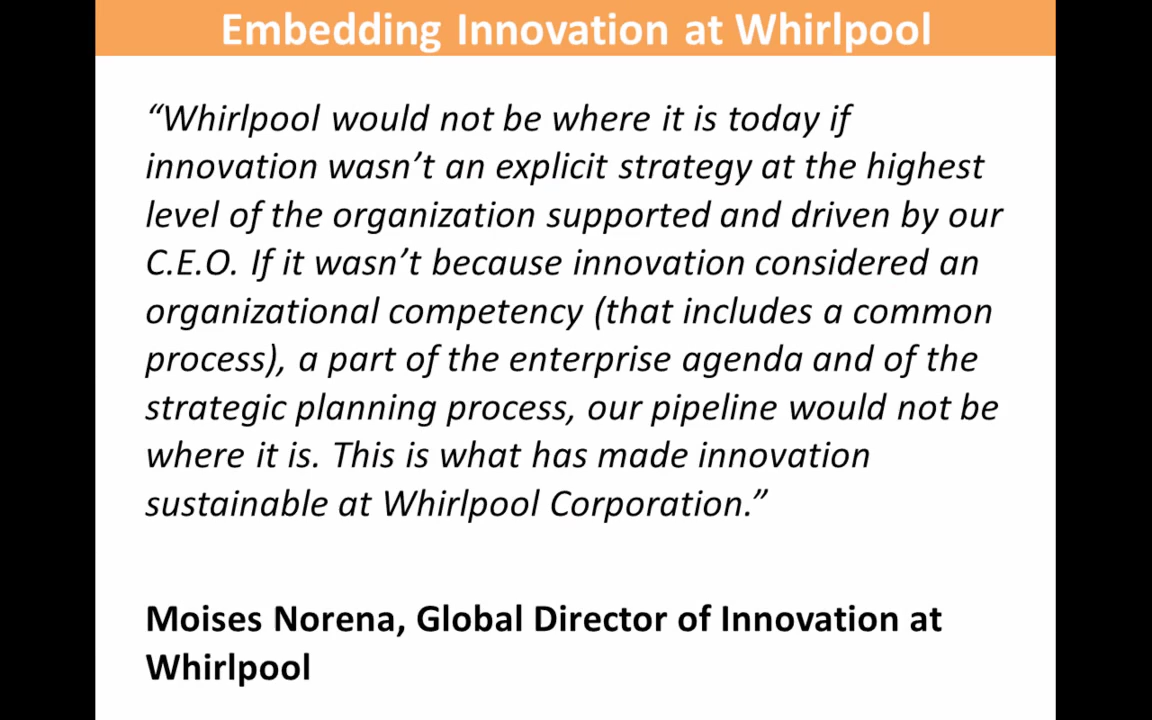 Embedding Innovation at Whirlpool
“Whirlpool would not be where it is today if
innovation wasn’t an explicit strategy at the highest
level of the organization supported and driven by our
C.E.O. If it wasn’t because innovation considered an
organizational competency (that includes a common
process), a part of the enterprise agenda and of the
strategic planning process, our pipeline would not be
where it is. This is what has made innovation
sustainable at Whirlpool Corporation.”
Moises Norena, Global Director of Innovation at
Whirlpool